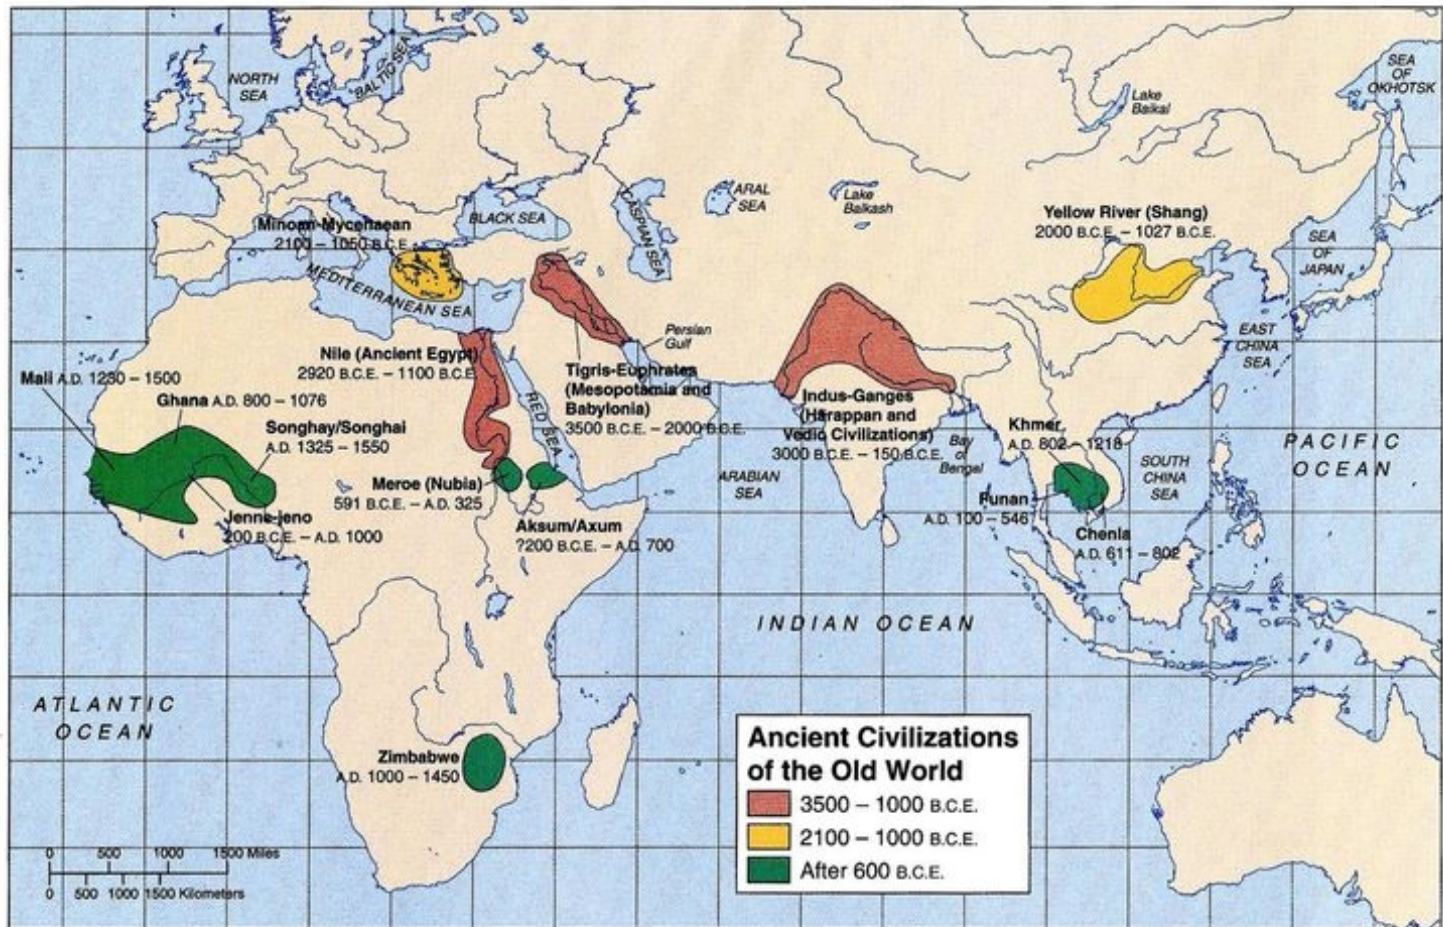 NORTH
SEA
BALTIC SEA
SEA
OF
OKHOTSK
Lake
Baikal
ARAL
SEA
Lake
Balkash
CASPIAN SEA
BLACK SEA
Minoan-Mycenaean
2100 – 1050 B.C.E.
MEDITERRANEAN SEA
Yellow River (Shang)
2000 B.C.E. – 1027 B.C.E.
SEA
OF
JAPAN
EAST
CHINA
SEA
Persian
Gulf
Nile (Ancient Egypt)
2920 B.C.E. – 1100 B.C.E.
Tigris-Euphrates
(Mesopotamia and
Babylonia)
3500 B.C.E. – 2000 B.C.E.
RED SEA
Mali A.D. 1230 – 1500
Ghana A.D. 800 – 1076
Songhay/Songhai
A.D. 1325 – 1550
Indus-Ganges
(Harappan and
Vedic Civilizations)
3000 B.C.E. – 150 B.C.E.
Bay
of
Bengal
Khmer
A.D. 802 – 1218
PACIFIC
OCEAN
SOUTH
CHINA
SEA
ARABIAN
SEA
Meroe (Nubia)
591 B.C.E. – A.D. 325
Funan
A.D. 100 – 546
Jenne-jeno
200 B.C.E. – A.D. 1000
Aksum/Axum
?200 B.C.E. – A.D. 700
Chenla
A.D. 611 – 802
INDIAN OCEAN
ATLANTIC
OCEAN
Zimbabwe
A.D. 1000 – 1450
Ancient Civilizations
of the Old World
3500 – 1000 B.C.E.
2100 – 1000 B.C.E.
After 600 B.C.E.
0 500 1000 1500 Miles
0 500 1000 1500 Kilometers